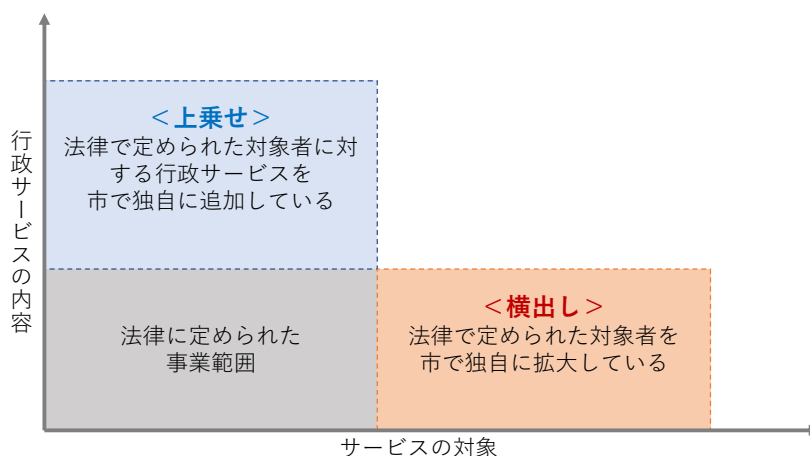 ＜上乗せ＞
法律で定められた対象者に対
する行政サービスを
市で独自に追加している
行政サービスの内容
＜横出し＞
法律で定められた対象者を
市で独自に拡大している
法律に定められた
事業範囲
サービスの対象